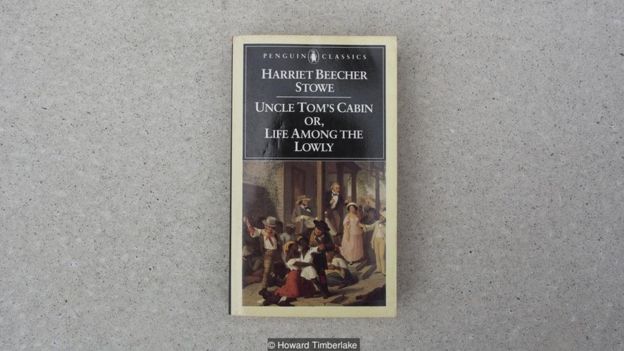 PENGUIN CLASSICS
HARRIET BEECHER
STOWE
UNCLE TOM'S CABIN
OR,
LIFE AMONG THE
LOWLY
© Howard Timberlake